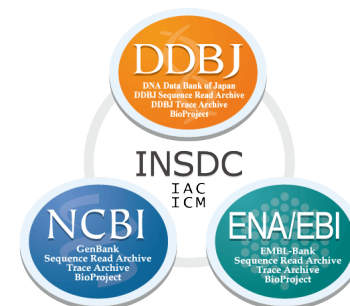 DDBJ
DNA Data Bank of Japan
DDBJ Sequence Read Archive
DDBJ Trace Archive
BioProject
INSDC
IAC
ICM
NCBI
GenBank
Sequence Read Archive
Trace Archive
BioProject
ENA/EBI
EMBL-Bank
Sequence Read Archive
Trace Archive
BioProject